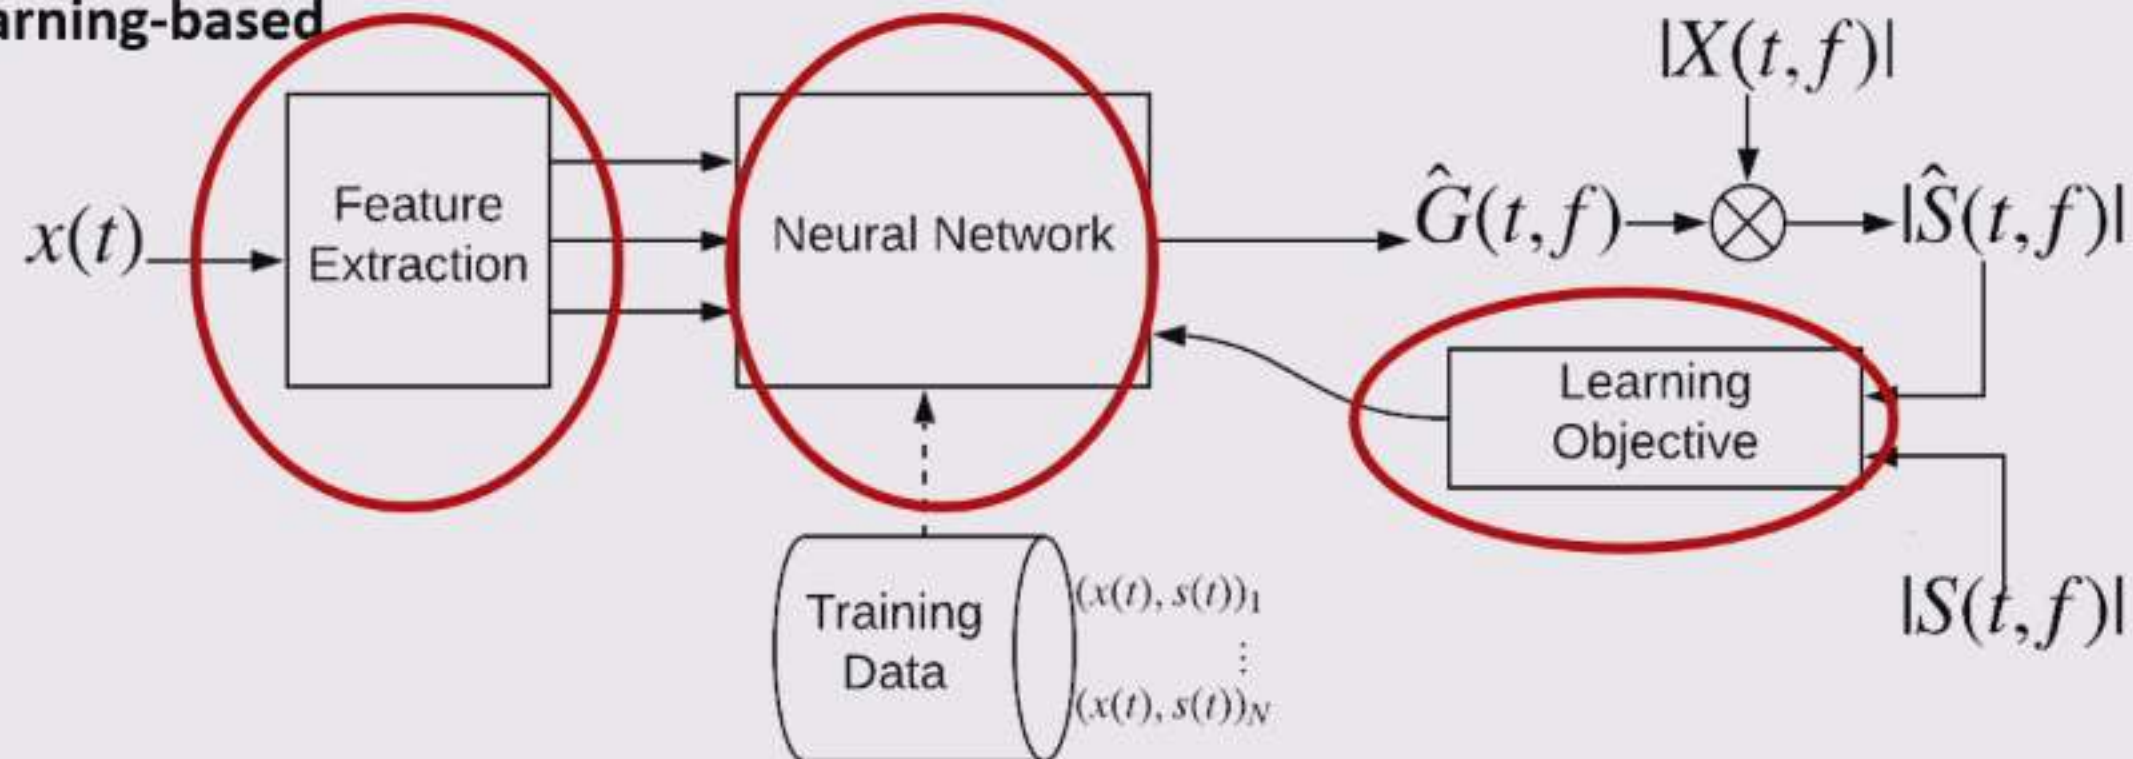 arning-based
|X(t,f)|
x(t)
Feature
Extraction
Neural Network
Ĝ(t,f)
|Ŝ(t,f)|
Learning
Objective
Training
Data
(x(t), s(t))₁
⋮
(x(t), s(t))N
|S(t,f)|